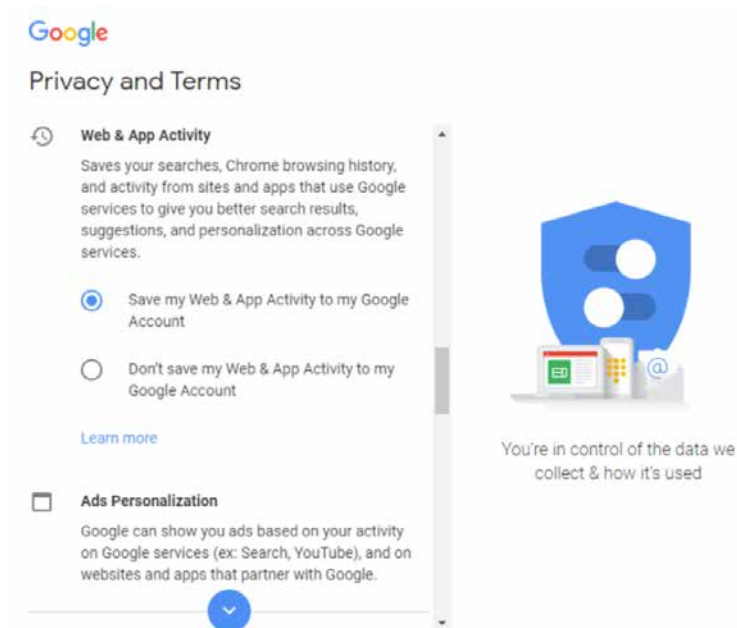 Google
Privacy and Terms
Web & App Activity
Saves your searches, Chrome browsing history,
and activity from sites and apps that use Google
services to give you better search results,
suggestions, and personalization across Google
services.
Save my Web & App Activity to my Google
Account
Don't save my Web & App Activity to my
Google Account
Learn more
Ads Personalization
Google can show you ads based on your activity
on Google services (ex: Search, YouTube), and on
websites and apps that partner with Google.
@
You're in control of the data we
collect & how it's used